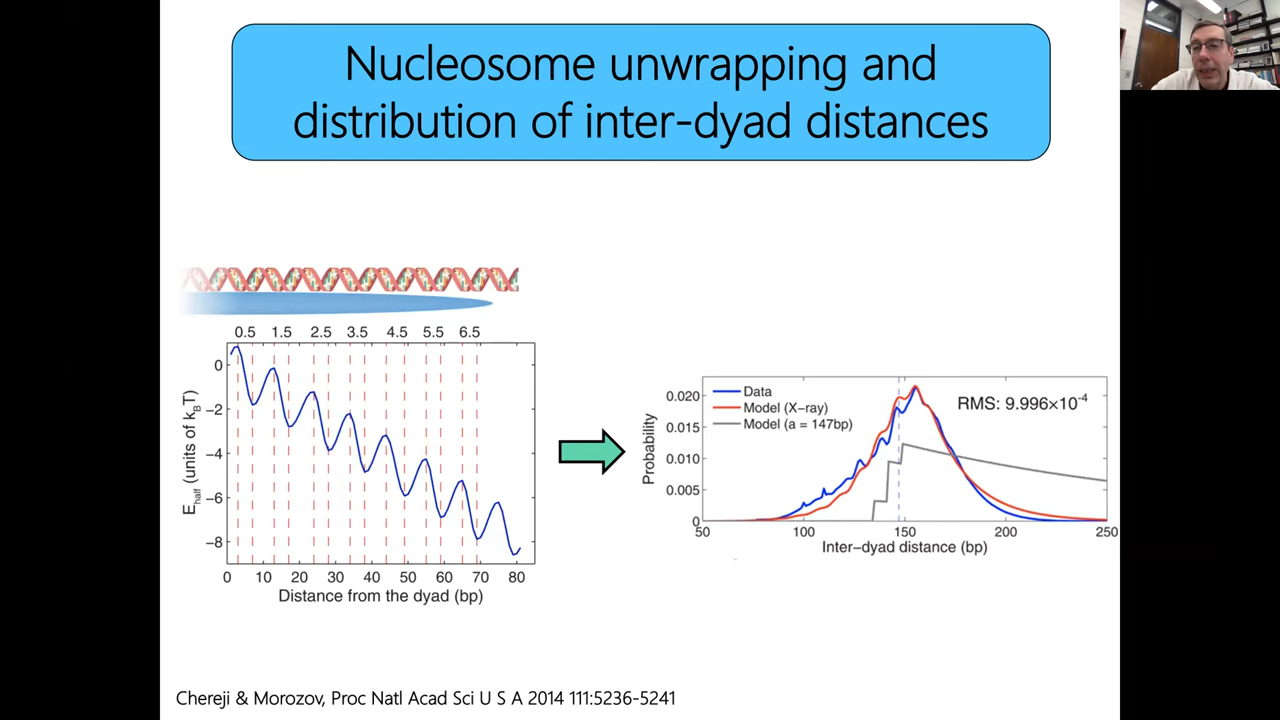 Nucleosome unwrapping and
distribution of inter-dyad distances
0.5 1.5 2.5 3.5 4.5 5.5 6.5
0
−2
−4
−6
−8
E_half (units of k_BT)
0 10 20 30 40 50 60 70 80
Distance from the dyad (bp)
Data
Model (X−ray)
Model (a = 147bp)
RMS: 9.996×10⁻⁴
0.020
0.015
0.010
0.005
0
Probability
50 100 150 200 250
Inter−dyad distance (bp)
Chereji & Morozov, Proc Natl Acad Sci U S A 2014 111:5236-5241